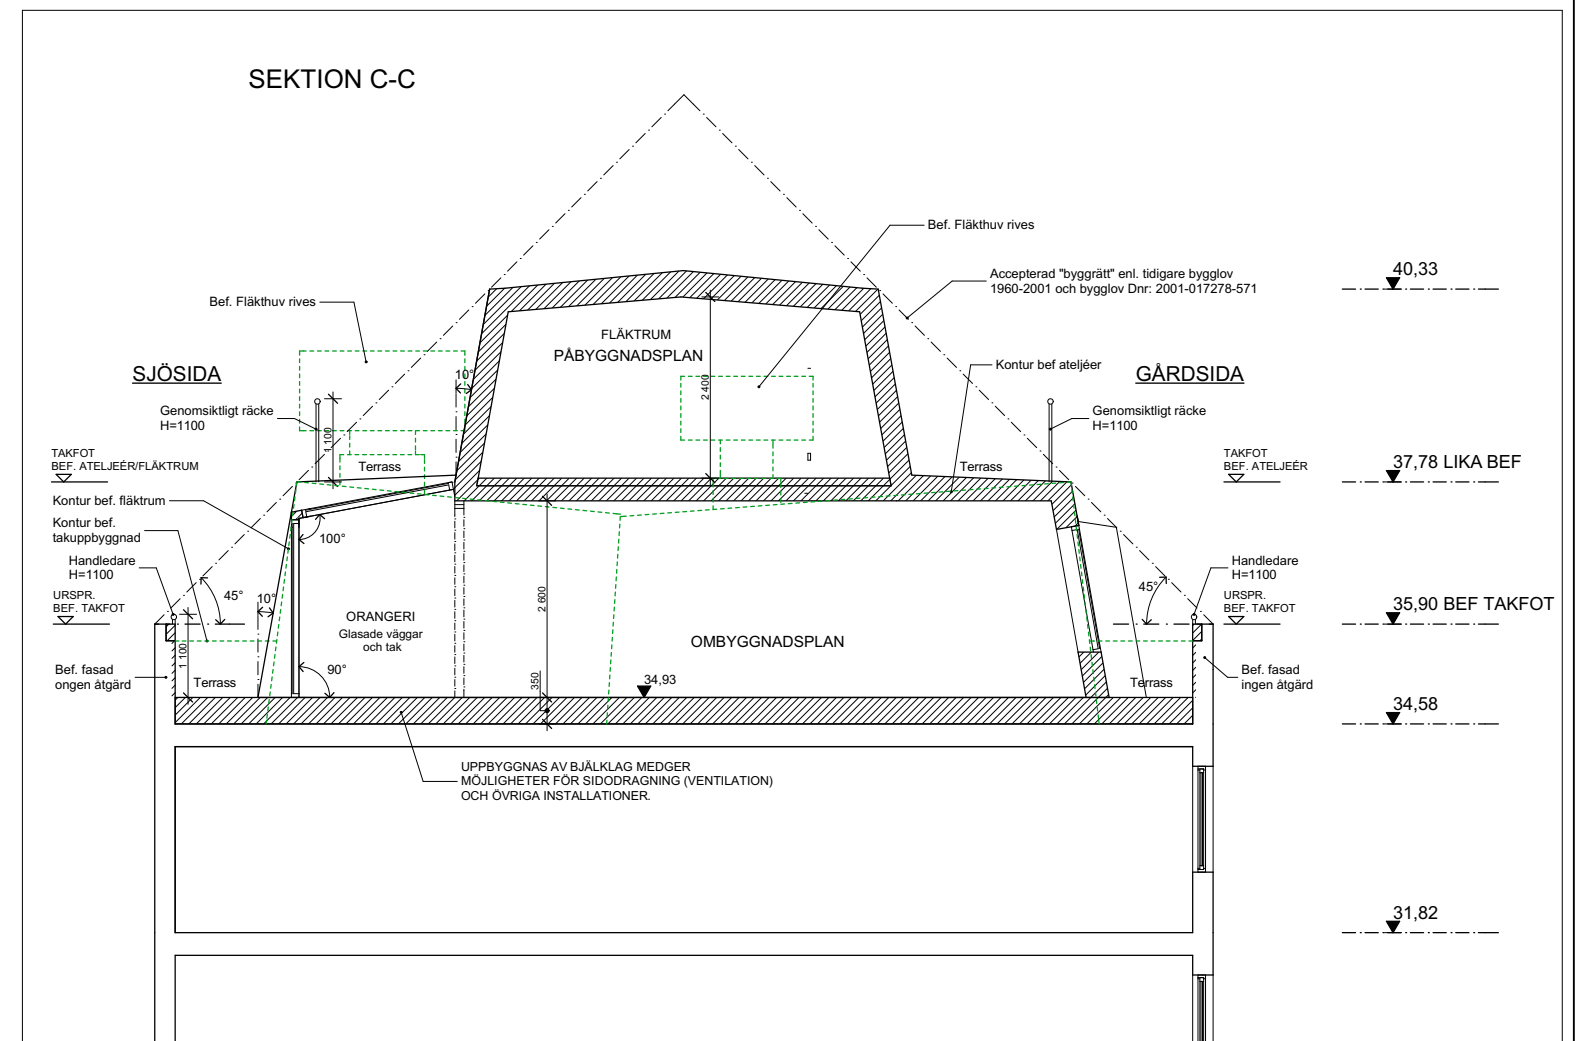 SEKTION C-C
Bef. Fläkthuv rives
Accepterad "byggrätt" enl. tidigare bygglov
1960-2001 och bygglov Dnr: 2001-017278-571
40,33
Bef. Fläkthuv rives
FLÄKTRUM
PÅBYGGNADSPLAN
2 400
Kontur bef ateljéer
SJÖSIDA
GÅRDSIDA
10°
Genomsiktligt räcke
H=1100
1 100
Genomsiktligt räcke
H=1100
TAKFOT
BEF. ATELJEÉR/FLÄKTRUM
Terrass
Terrass
TAKFOT
BEF. ATELJEÉR
37,78 LIKA BEF
Kontur bef. fläktrum
Kontur bef.
takuppbyggnad
100°
Handledare
H=1100
Handledare
H=1100
45°
10°
45°
URSPR.
BEF. TAKFOT
URSPR.
BEF. TAKFOT
35,90 BEF TAKFOT
2 600
ORANGERI
Glasade väggar
och tak
OMBYGGNADSPLAN
1 100
Bef. fasad
ongen åtgärd
Terrass
90°
350
34,93
Terrass
Bef. fasad
ingen åtgärd
34,58
UPPBYGGNAS AV BJÄLKLAG MEDGER
MÖJLIGHETER FÖR SIDODRAGNING (VENTILATION)
OCH ÖVRIGA INSTALLATIONER.
31,82